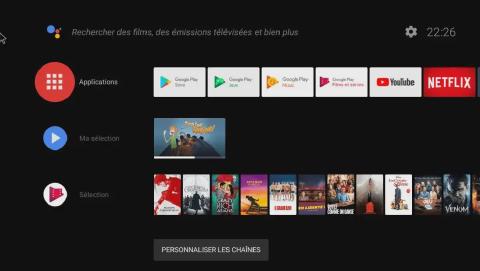 Rechercher des films, des émissions télévisées et bien plus
22:26
Applications
Google Play
Store
Google Play
Jeux
Google Play
Music
Google Play
Films et séries
YouTube
NETFLIX
Ma sélection
Sélection
VENOM
PERSONNALISER LES CHAÎNES